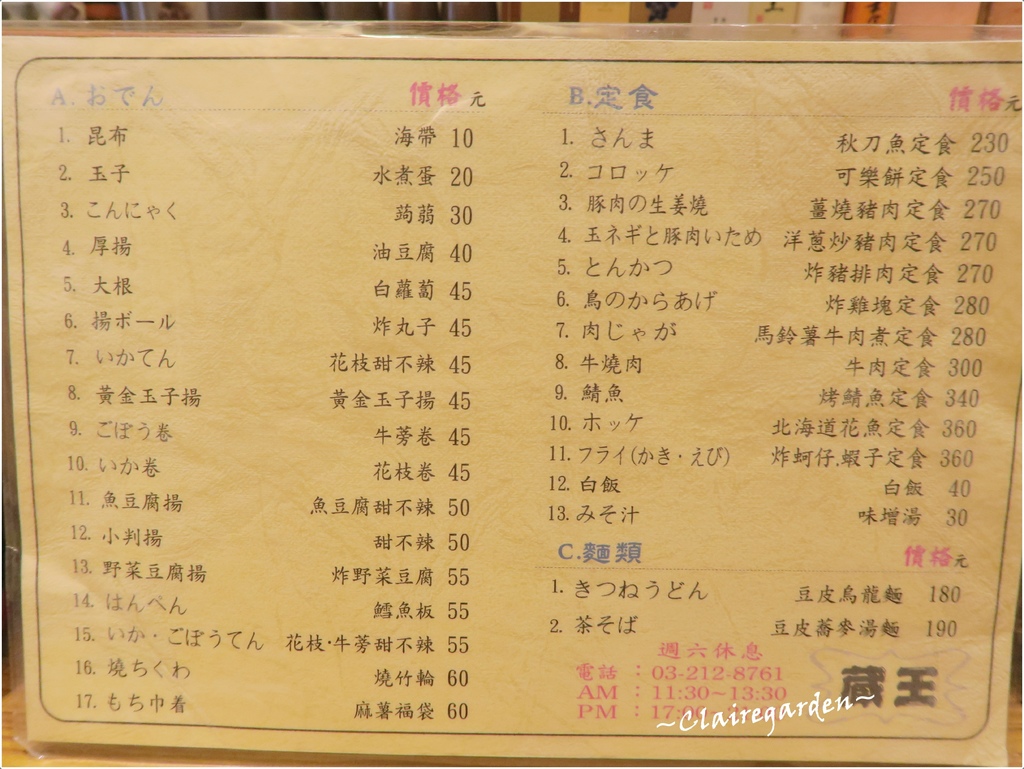 A. おでん 價格 元
1. 昆布 海帶 10
2. 玉子 水煮蛋 20
3. こんにゃく 蒟蒻 30
4. 厚揚 油豆腐 40
5. 大根 白蘿蔔 45
6. 揚ボール 炸丸子 45
7. いかてん 花枝甜不辣 45
8. 黃金玉子揚 黃金玉子揚 45
9. ごぼう卷 牛蒡卷 45
10. いか卷 花枝卷 45
11. 魚豆腐揚 魚豆腐甜不辣 50
12. 小判揚 甜不辣 50
13. 野菜豆腐揚 炸野菜豆腐 55
14. はんぺん 鱈魚板 55
15. いか・ごぼうてん 花枝・牛蒡甜不辣 55
16. 燒ちくわ 燒竹輪 60
17. もち巾着 麻薯福袋 60
B.定食 價格元
1. さんま 秋刀魚定食 230
2. コロッケ 可樂餅定食 250
3. 豚肉の生姜燒 薑燒豬肉定食 270
4. 玉ネギと豚肉いため 洋蔥炒豬肉定食 270
5. とんかつ 炸豬排肉定食 270
6. 鳥のからあげ 炸雞塊定食 280
7. 肉じゃが 馬鈴薯牛肉煮定食 280
8. 牛燒肉 牛肉定食 300
9. 鯖魚 烤鯖魚定食 340
10. ホッケ 北海道花魚定食 360
11. フライ(かき・えび) 炸蚵仔.蝦子定食 360
12. 白飯 白飯 40
13. みそ汁 味增湯 30
C.麵類 價格元
1. きつねうどん 豆皮烏龍麵 180
2. 茶そば 豆皮蕎麥湯麵 190
週六休息
電話：03-212-8761
AM：11:30~13:30
PM：17:00
蔵王
~Clairegarden~